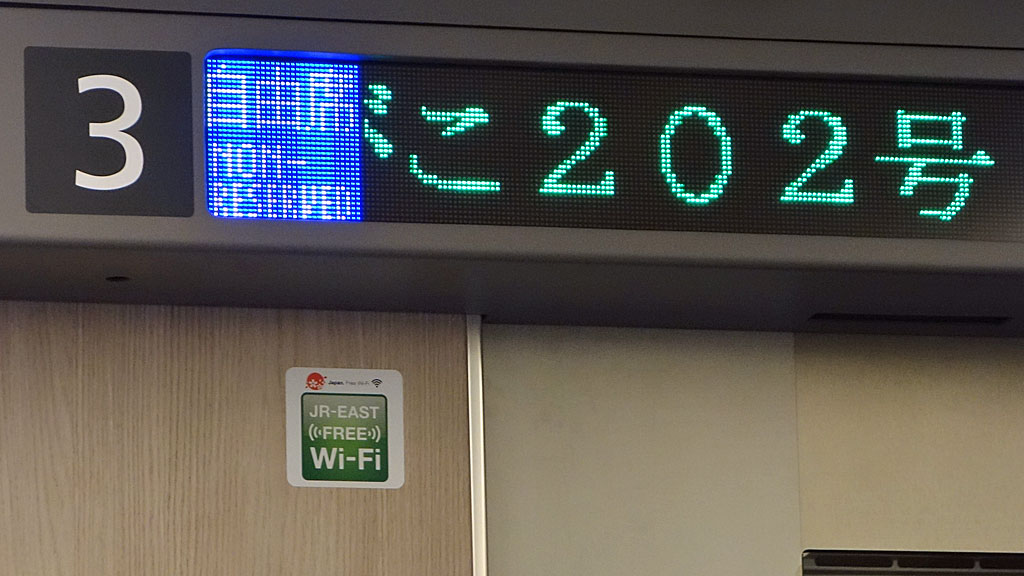 3
こ202号
Japan. Free Wi-Fi
JR-EAST
FREE
Wi-Fi